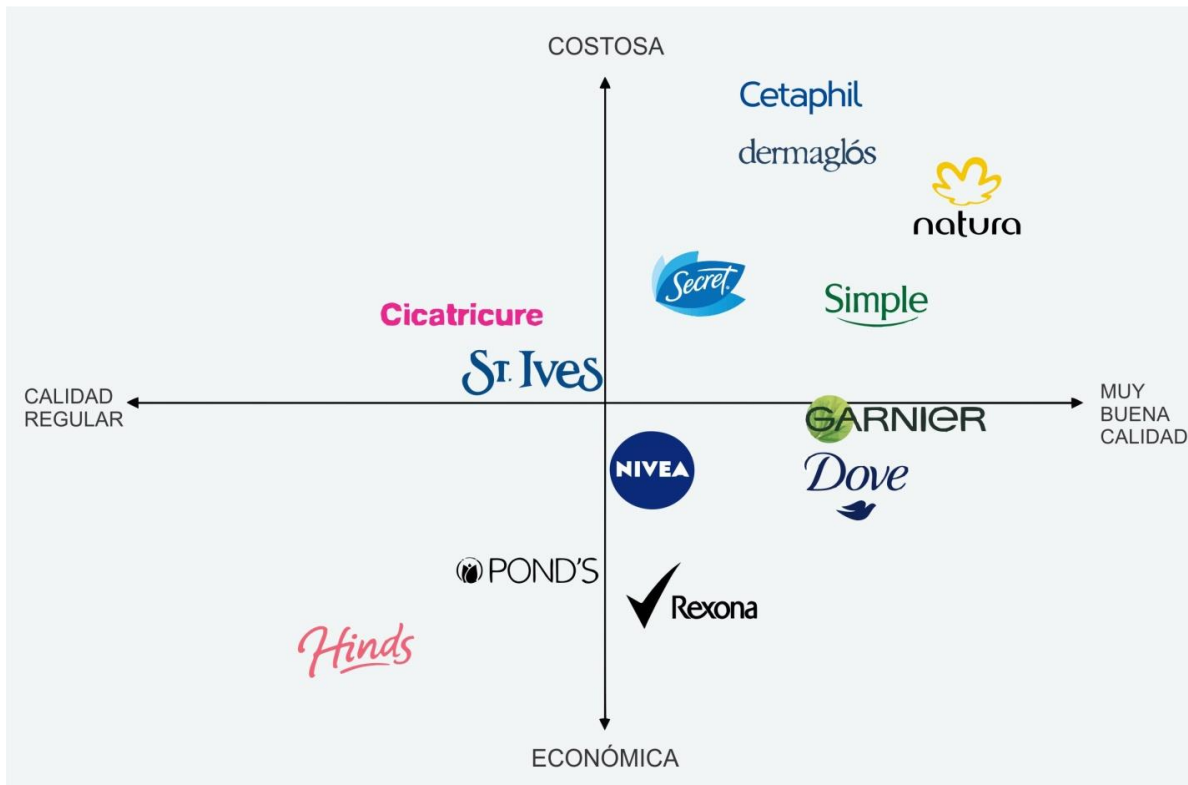 COSTOSA
Cetaphil
dermaglós
natura
Secret.
Simple
Cicatricure
ST. Ives
CALIDAD
REGULAR
MUY
BUENA
CALIDAD
GARNIER
NIVEA
Dove
POND'S
Rexona
Hinds
ECONÓMICA